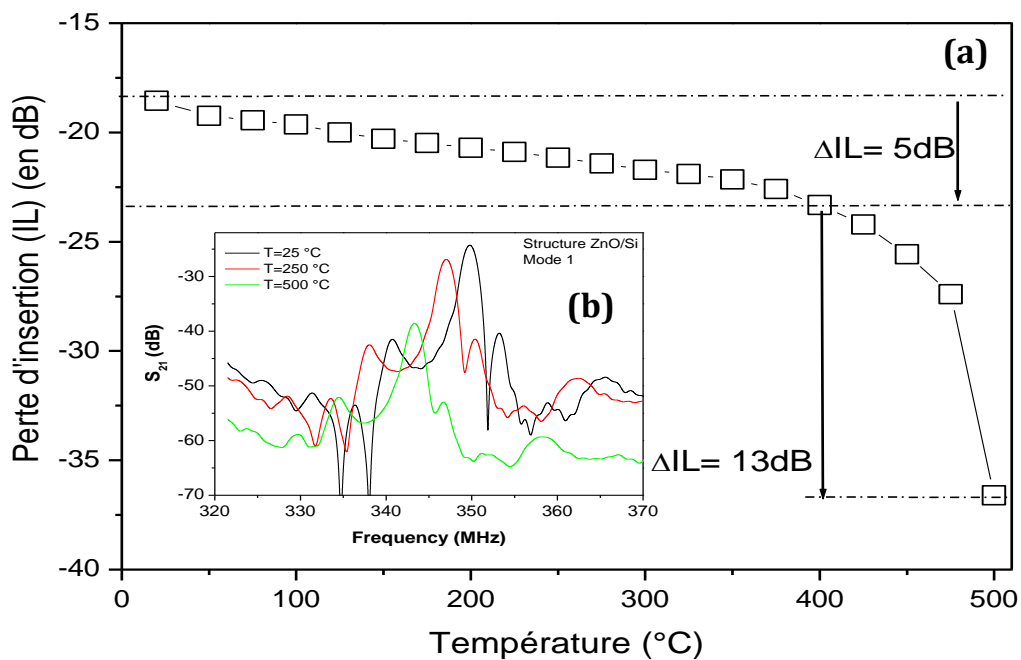 (a)
Perte d'insertion (IL) (en dB)
-15
-20
-25
-30
-35
-40
ΔIL= 5dB
ΔIL= 13dB
T=25 °C
T=250 °C
T=500 °C
Structure ZnO/Si
Mode 1
(b)
S21 (dB)
-30
-40
-50
-60
-70
320
330
340
350
360
370
Frequency (MHz)
0
100
200
300
400
500
Température (°C)